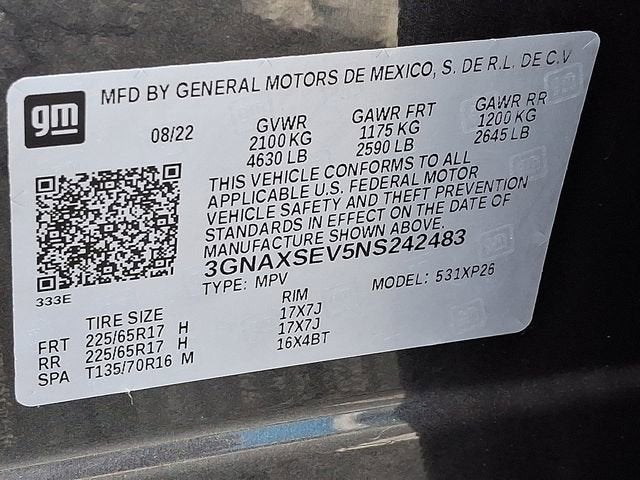 gm
MFD BY GENERAL MOTORS DE MEXICO, S. DE R.L. DE C.V
08/22
GVWR GAWR FRT GAWR RR
2100 KG 1175 KG 1200 KG
4630 LB 2590 LB 2645 LB
THIS VEHICLE CONFORMS TO ALL
APPLICABLE U.S. FEDERAL MOTOR
VEHICLE SAFETY AND THEFT PREVENTION
STANDARDS IN EFFECT ON THE DATE OF
MANUFACTURE SHOWN ABOVE.
3GNAXSEV5NS242483
TYPE: MPV MODEL: 531XP26
333E
TIRE SIZE RIM
FRT 225/65R17 H 17X7J
RR 225/65R17 H 17X7J
SPA T135/70R16 M 16X4BT